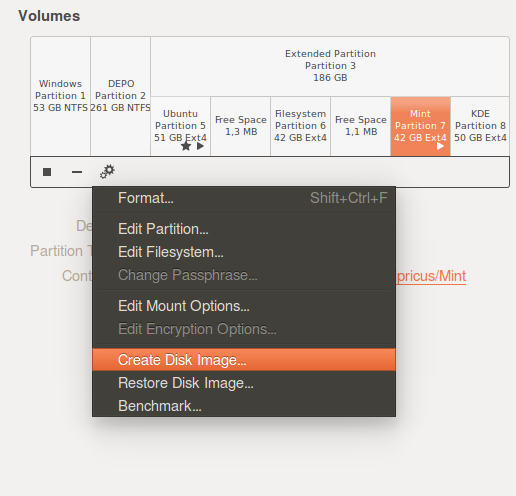 Volumes
Extended Partition
Partition 3
186 GB
Windows
Partition 1
53 GB NTFS
DEPO
Partition 2
261 GB NTFS
Ubuntu
Partition 5
51 GB Ext4
Free Space
1,3 MB
Filesystem
Partition 6
42 GB Ext4
Free Space
1,1 MB
Mint
Partition 7
42 GB Ext4
KDE
Partition 8
50 GB Ext4
Format... Shift+Ctrl+F
De
Edit Partition...
Partition T
Edit Filesystem...
Cont
Change Passphrase...
pricus/Mint
Edit Mount Options...
Edit Encryption Options...
Create Disk Image...
Restore Disk Image...
Benchmark...